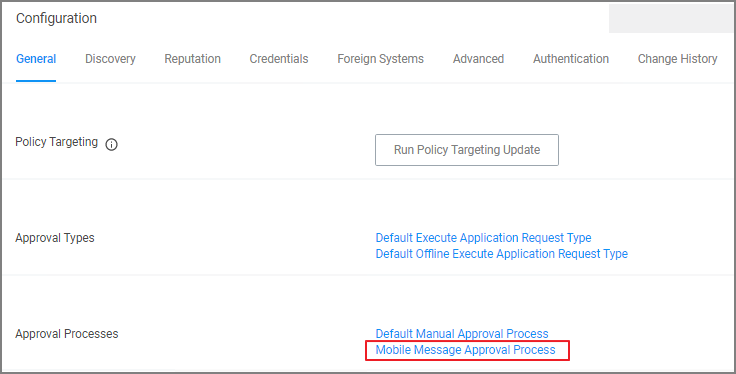 Configuration
General Discovery Reputation Credentials Foreign Systems Advanced Authentication Change History
Policy Targeting Run Policy Targeting Update
Approval Types Default Execute Application Request Type
Default Offline Execute Application Request Type
Approval Processes Default Manual Approval Process
Mobile Message Approval Process